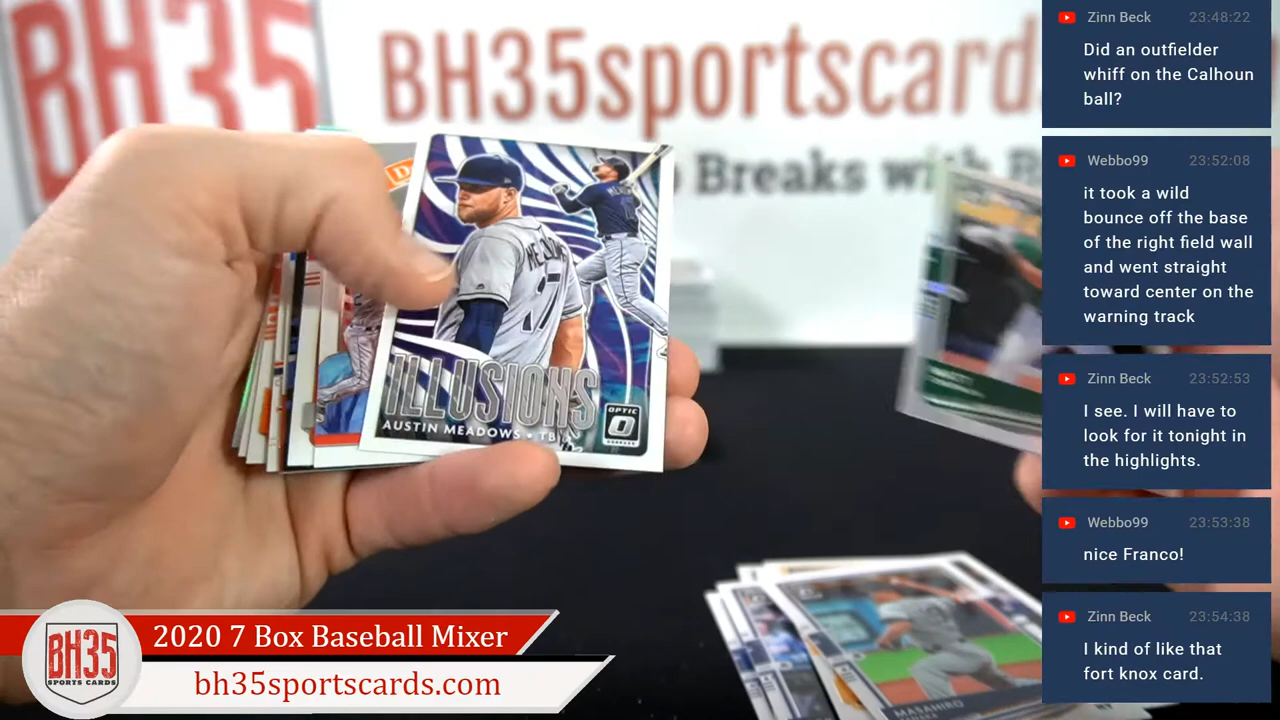 BH35
BH35sportscard
Breaks with
MEADOWS
17
ILLUSIONS
AUSTIN MEADOWS • TB
OPTIC
MASAHIRO
2020 7 Box Baseball Mixer
bh35sportscards.com
BH35
SPORTS CARDS
Zinn Beck 23:48:22
Did an outfielder
whiff on the Calhoun
ball?
Webbo99 23:52:08
it took a wild
bounce off the base
of the right field wall
and went straight
toward center on the
warning track
Zinn Beck 23:52:53
I see. I will have to
look for it tonight in
the highlights.
Webbo99 23:53:38
nice Franco!
Zinn Beck 23:54:38
I kind of like that
fort knox card.